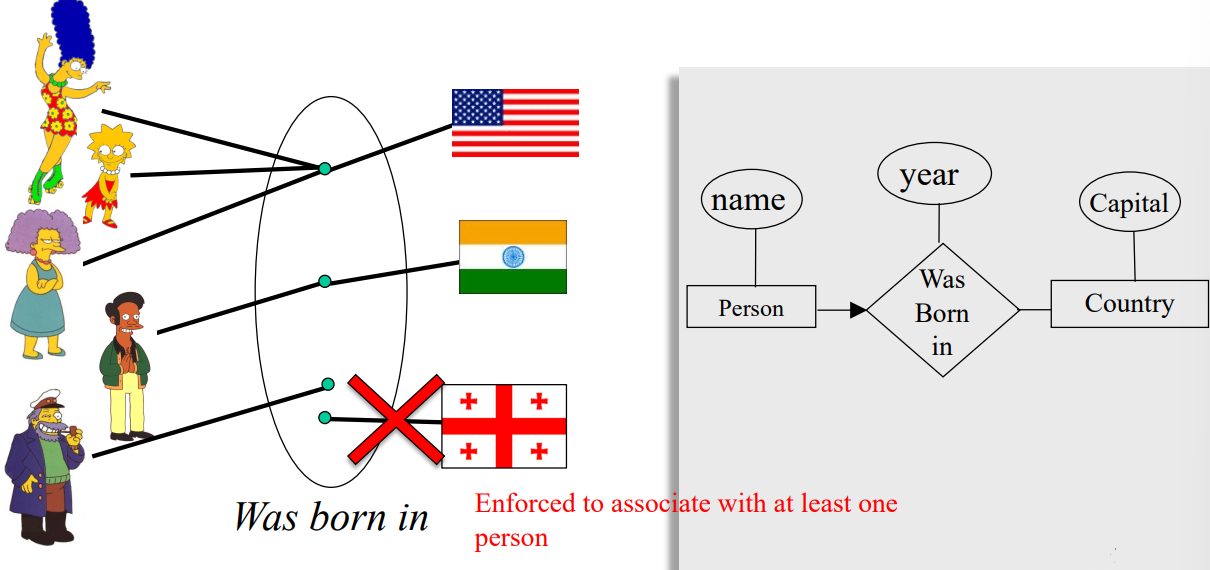 Was born in
Enforced to associate with at least one
person
name
year
Capital
Person
Was
Born
in
Country